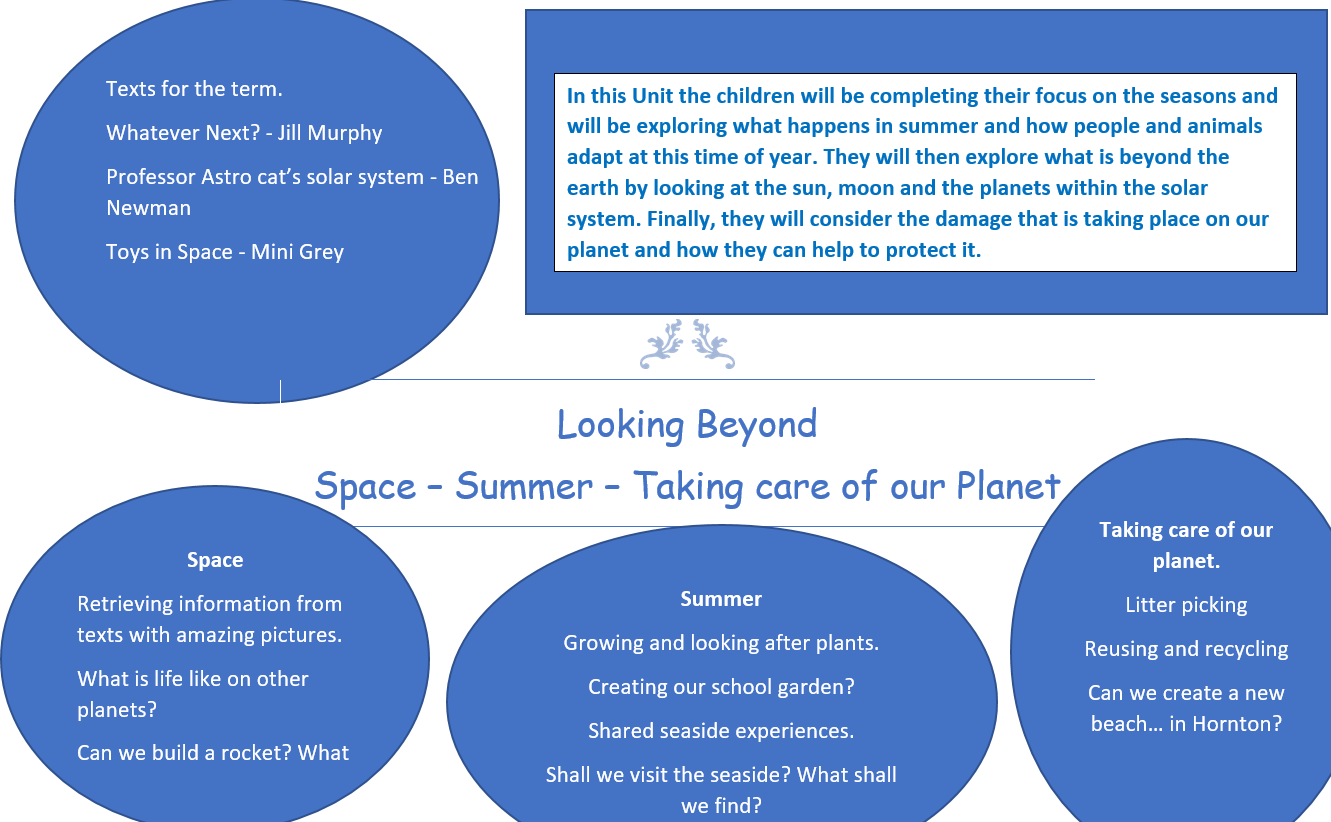 Texts for the term.
Whatever Next? - Jill Murphy
Professor Astro cat’s solar system - Ben
Newman
Toys in Space - Mini Grey
In this Unit the children will be completing their focus on the seasons and
will be exploring what happens in summer and how people and animals
adapt at this time of year. They will then explore what is beyond the
earth by looking at the sun, moon and the planets within the solar
system. Finally, they will consider the damage that is taking place on our
planet and how they can help to protect it.
Looking Beyond
Space – Summer – Taking care of our Planet
Space
Retrieving information from
texts with amazing pictures.
What is life like on other
planets?
Can we build a rocket? What
Summer
Growing and looking after plants.
Creating our school garden?
Shared seaside experiences.
Shall we visit the seaside? What shall
we find?
Taking care of our
planet.
Litter picking
Reusing and recycling
Can we create a new
beach… in Hornton?